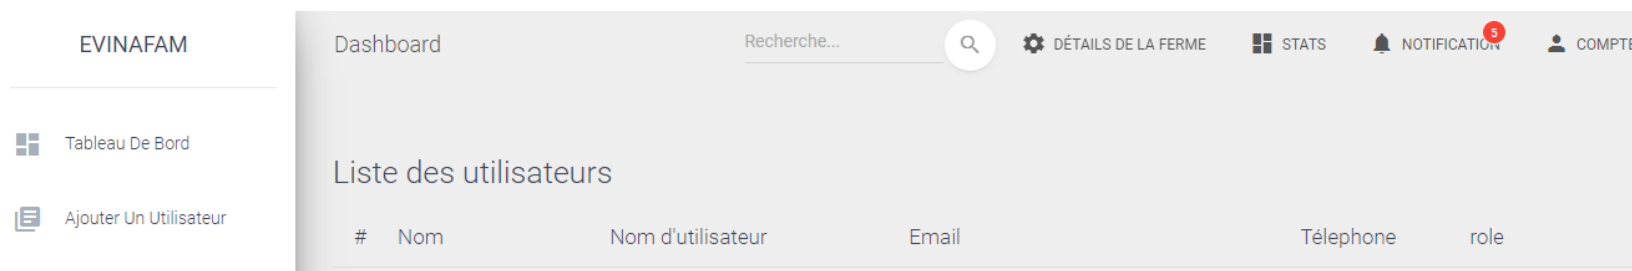 EVINAFAM
Dashboard
Recherche...
DÉTAILS DE LA FERME
STATS
NOTIFICATION
5
COMPTE
Tableau De Bord
Ajouter Un Utilisateur
Liste des utilisateurs
# Nom Nom d'utilisateur Email Télephone role